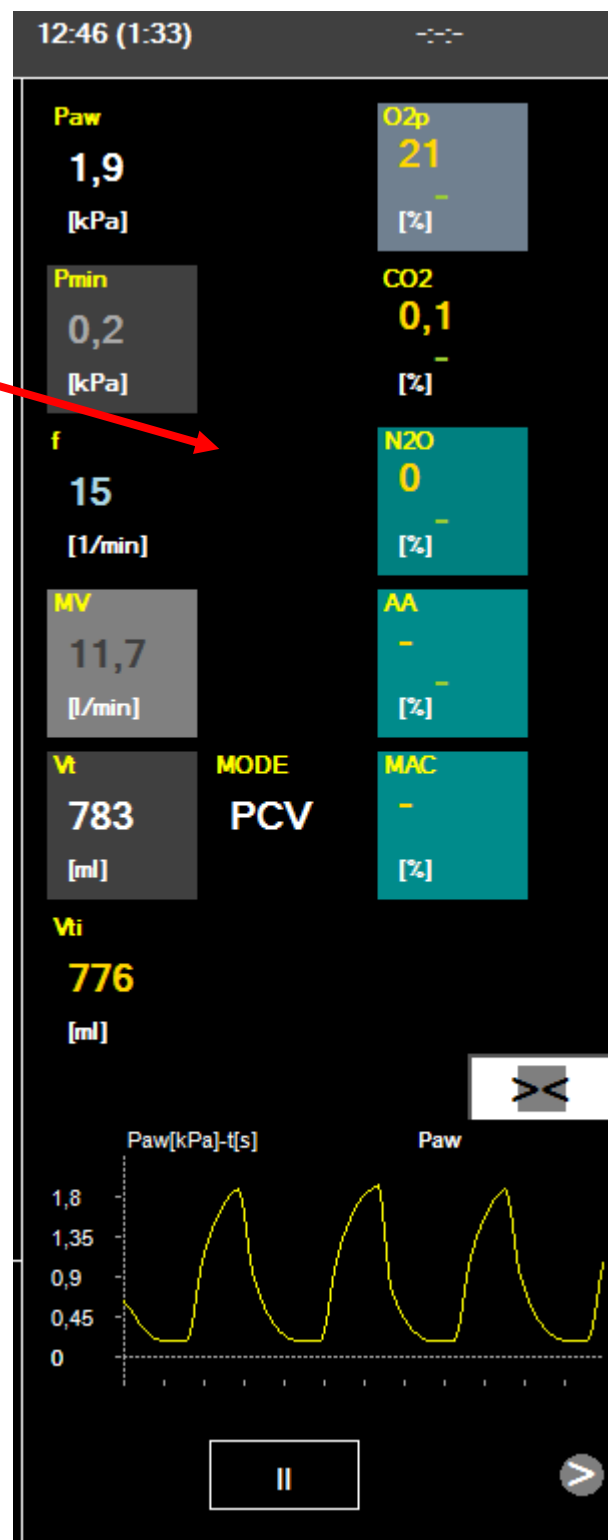 12:46 (1:33) -:-:-
Paw O2p
1,9 21
-
[kPa] [%]
Pmin CO2
0,2 0,1
-
[kPa] [%]
f N2O
15 0
-
[1/min] [%]
MV AA
11,7 -
-
[l/min] [%]
Vt MODE MAC
783 PCV -
[ml] [%]
Vti
776
[ml]
><
Paw[kPa]-t[s] Paw
1,8
1,35
0,9
0,45
0
II >